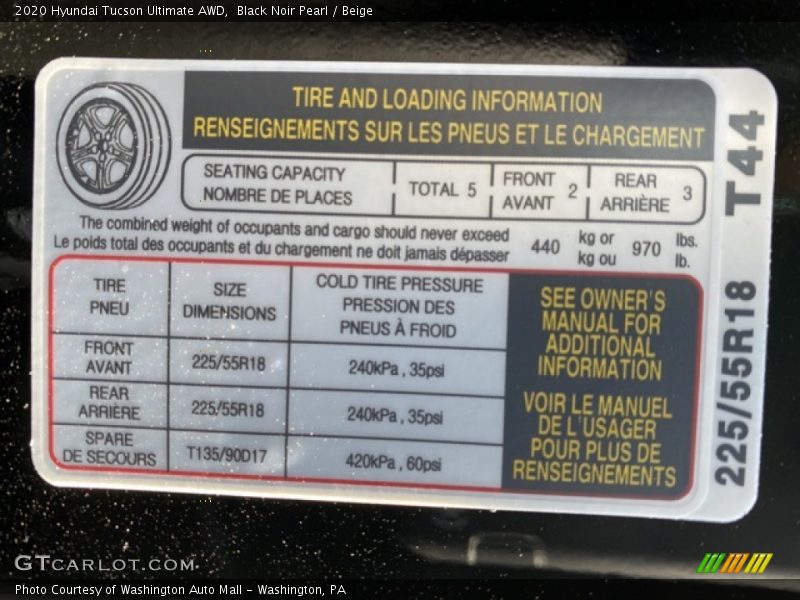 2020 Hyundai Tucson Ultimate AWD,  Black Noir Pearl / Beige
TIRE AND LOADING INFORMATION
RENSEIGNEMENTS SUR LES PNEUS ET LE CHARGEMENT
SEATING CAPACITY
NOMBRE DE PLACES
TOTAL 5
FRONT
AVANT
2
REAR
ARRIÈRE
3
The combined weight of occupants and cargo should never exceed
Le poids total des occupants et du chargement ne doit jamais dépasser
440
kg or
kg ou
970
lbs.
lb.
TIRE
PNEU
SIZE
DIMENSIONS
COLD TIRE PRESSURE
PRESSION DES
PNEUS À FROID
FRONT
AVANT
225/55R18
240kPa , 35psi
REAR
ARRIÈRE
225/55R18
240kPa , 35psi
SPARE
DE SECOURS
T135/90D17
420kPa , 60psi
SEE OWNER'S
MANUAL FOR
ADDITIONAL
INFORMATION
VOIR LE MANUEL
DE L'USAGER
POUR PLUS DE
RENSEIGNEMENTS
225/55R18 T44
GTCARLOT.COM
Photo Courtesy of Washington Auto Mall - Washington, PA